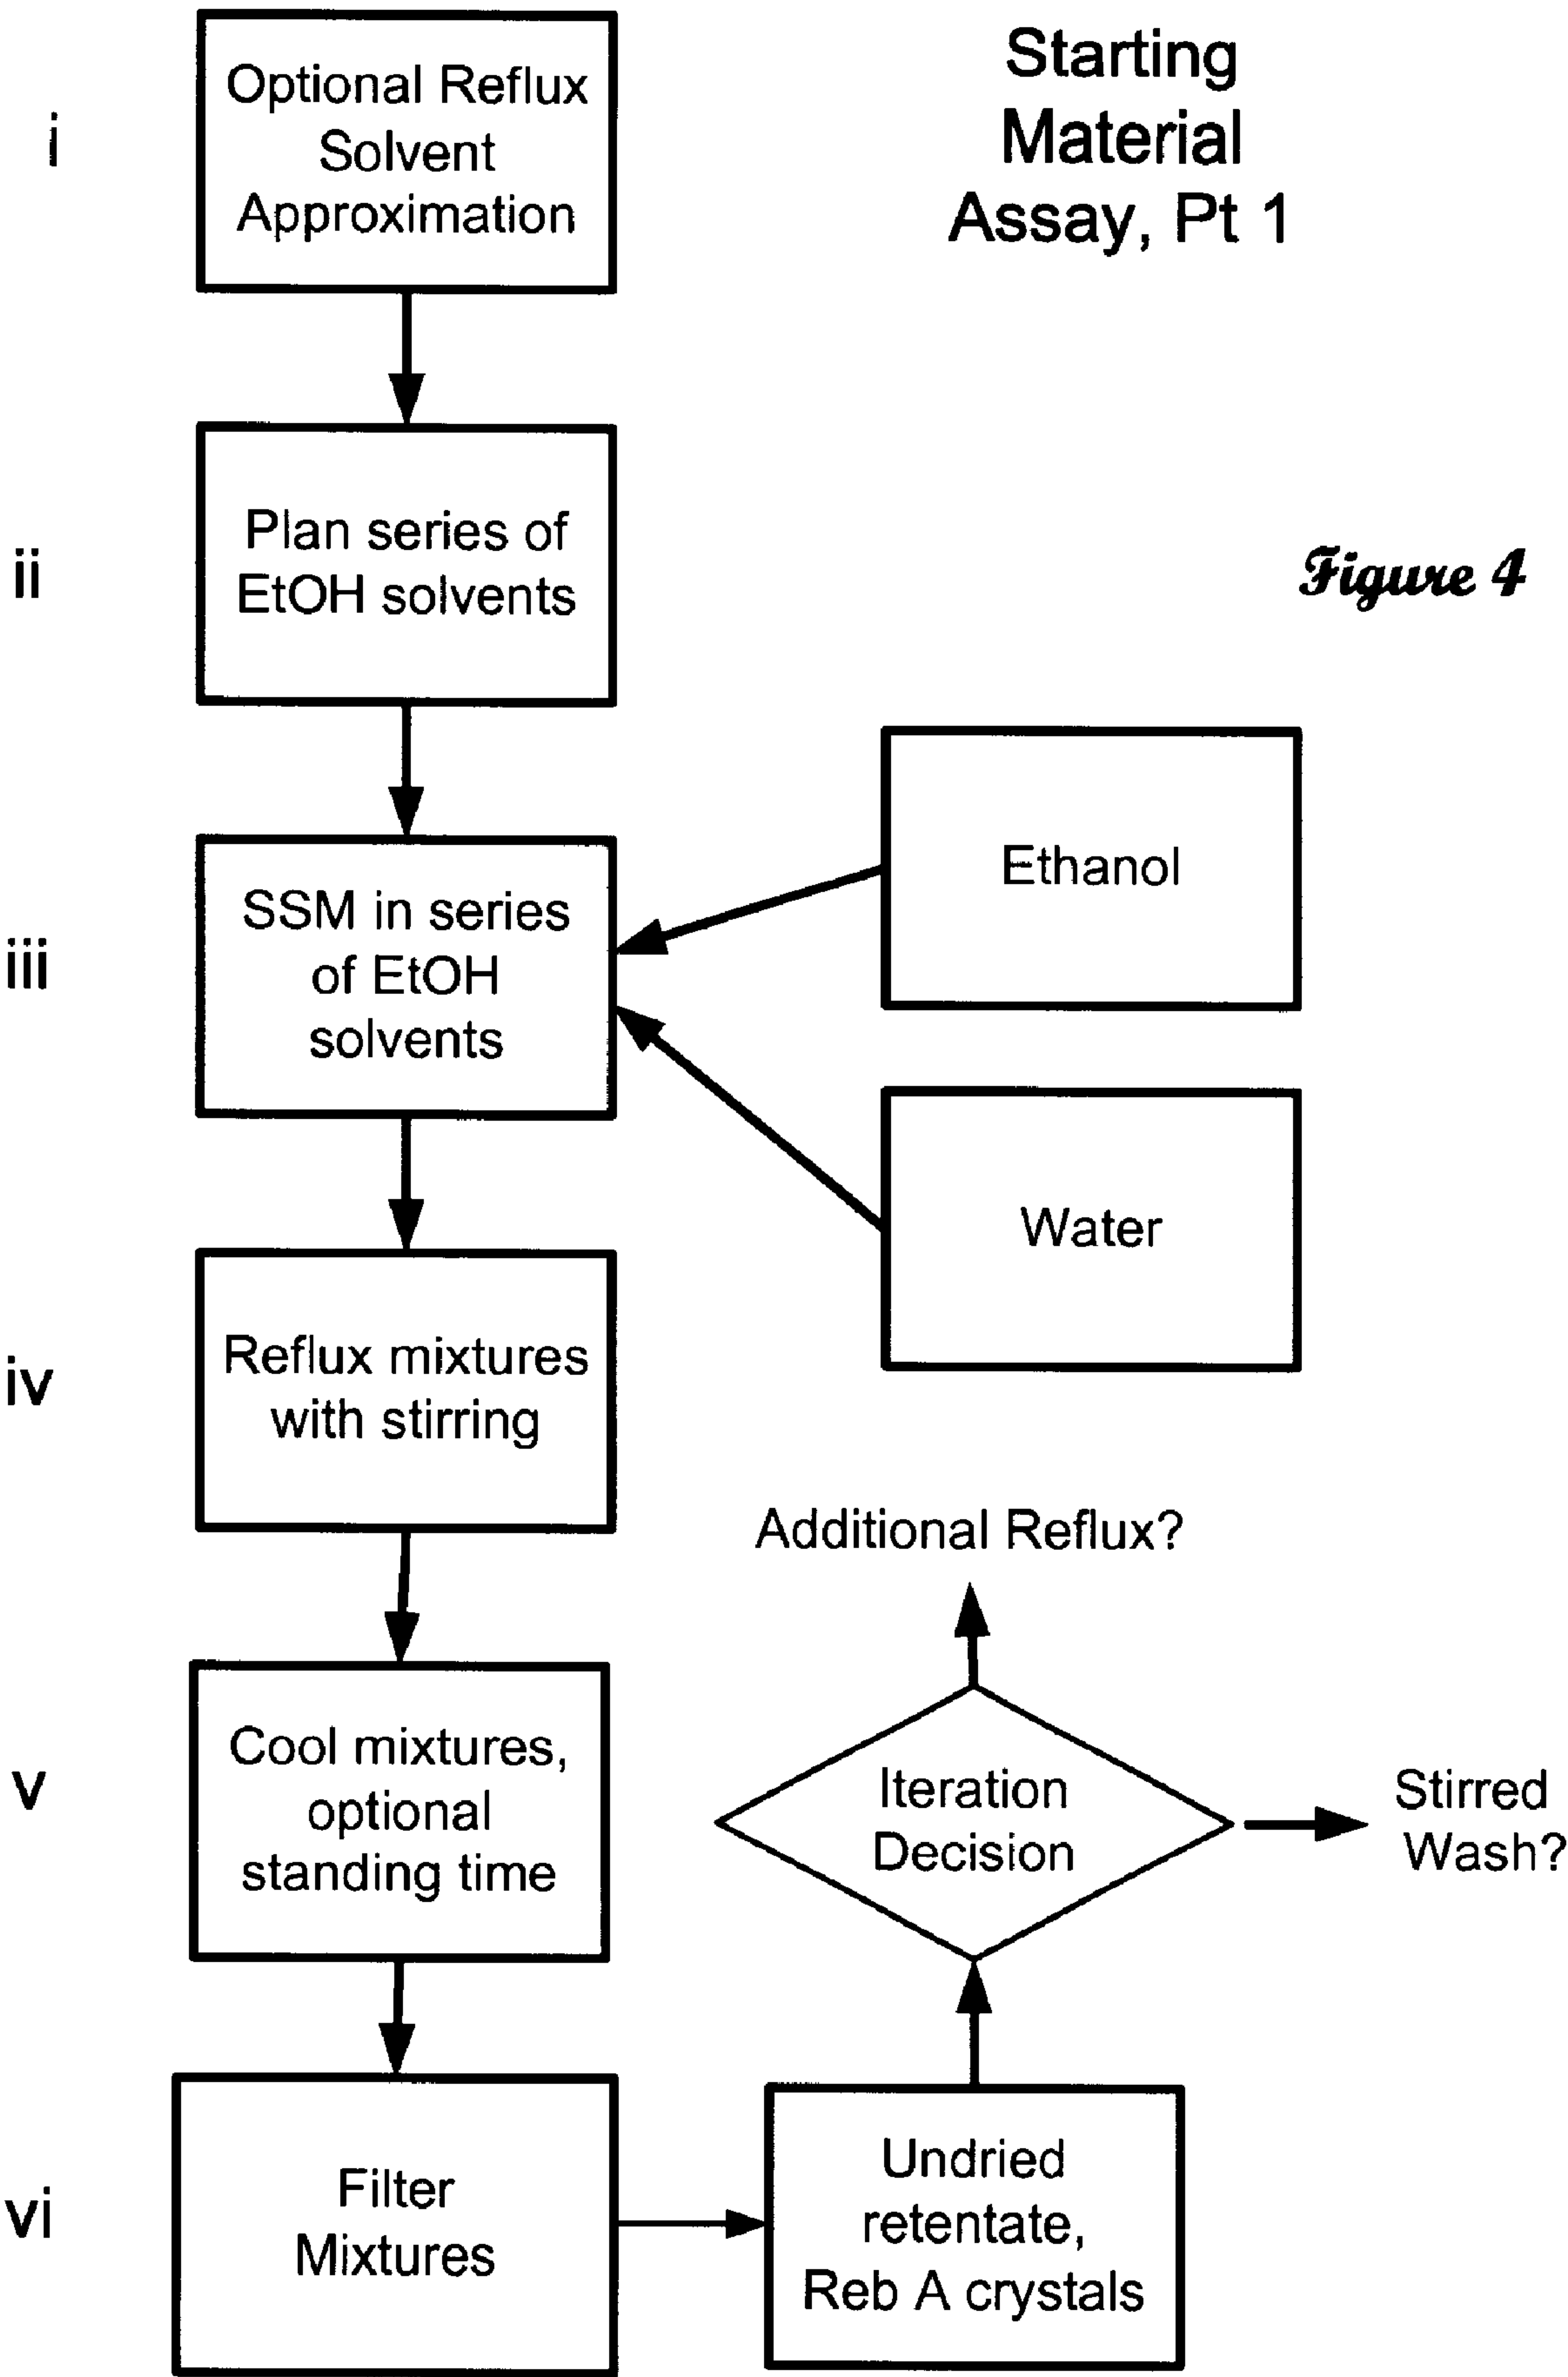 Starting
Material
Assay, Pt 1
i
Optional Reflux
Solvent
Approximation
ii
Plan series of
EtOH solvents
Figure 4
iii
SSM in series
of EtOH
solvents
Ethanol
Water
iv
Reflux mixtures
with stirring
Additional Reflux?
v
Cool mixtures,
optional
standing time
Iteration
Decision
Stirred
Wash?
vi
Filter
Mixtures
Undried
retentate,
Reb A crystals